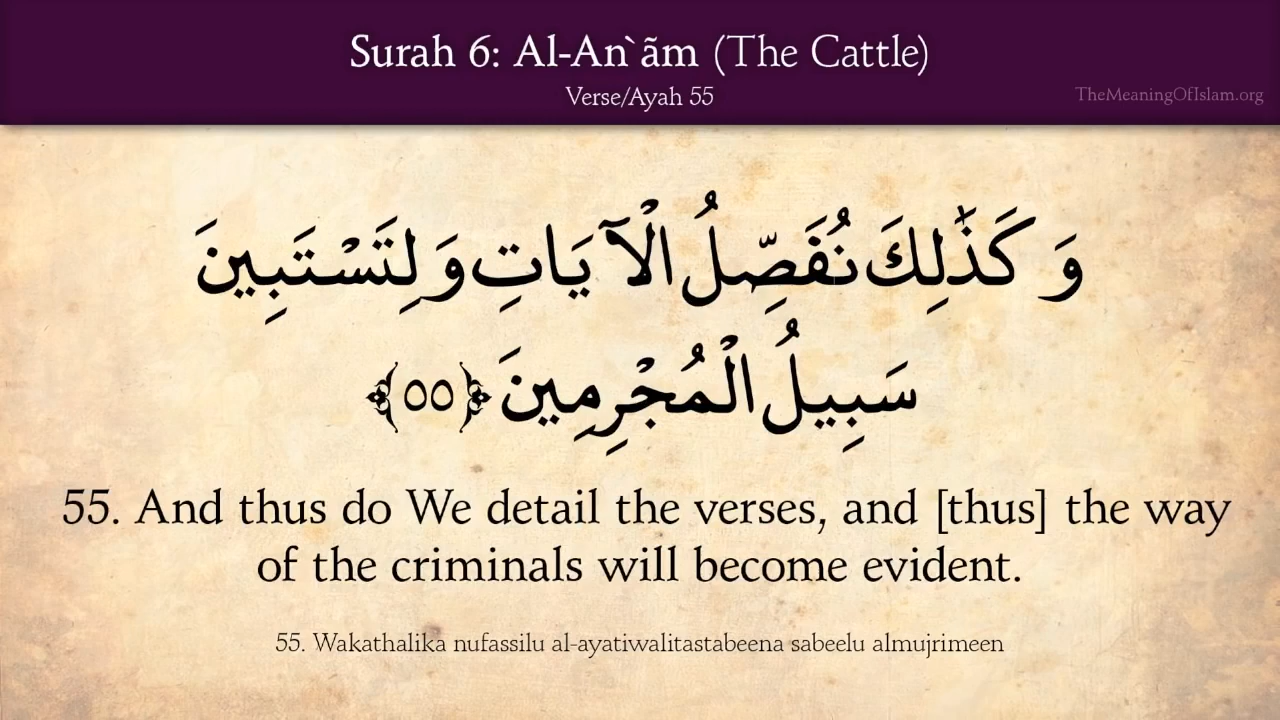 Surah 6: Al-An`ãm (The Cattle)
Verse/Ayah 55
TheMeaningOfIslam.org
وَ كَذَٰلِكَ نُفَصِّلُ الْآيَاتِ وَ لِتَسْتَبِينَ
سَبِيلُ الْمُجْرِمِينَ ﴿٥٥﴾
55. And thus do We detail the verses, and [thus] the way
of the criminals will become evident.
55. Wakathalika nufassilu al-ayatiwalitastabeena sabeelu almujrimeen